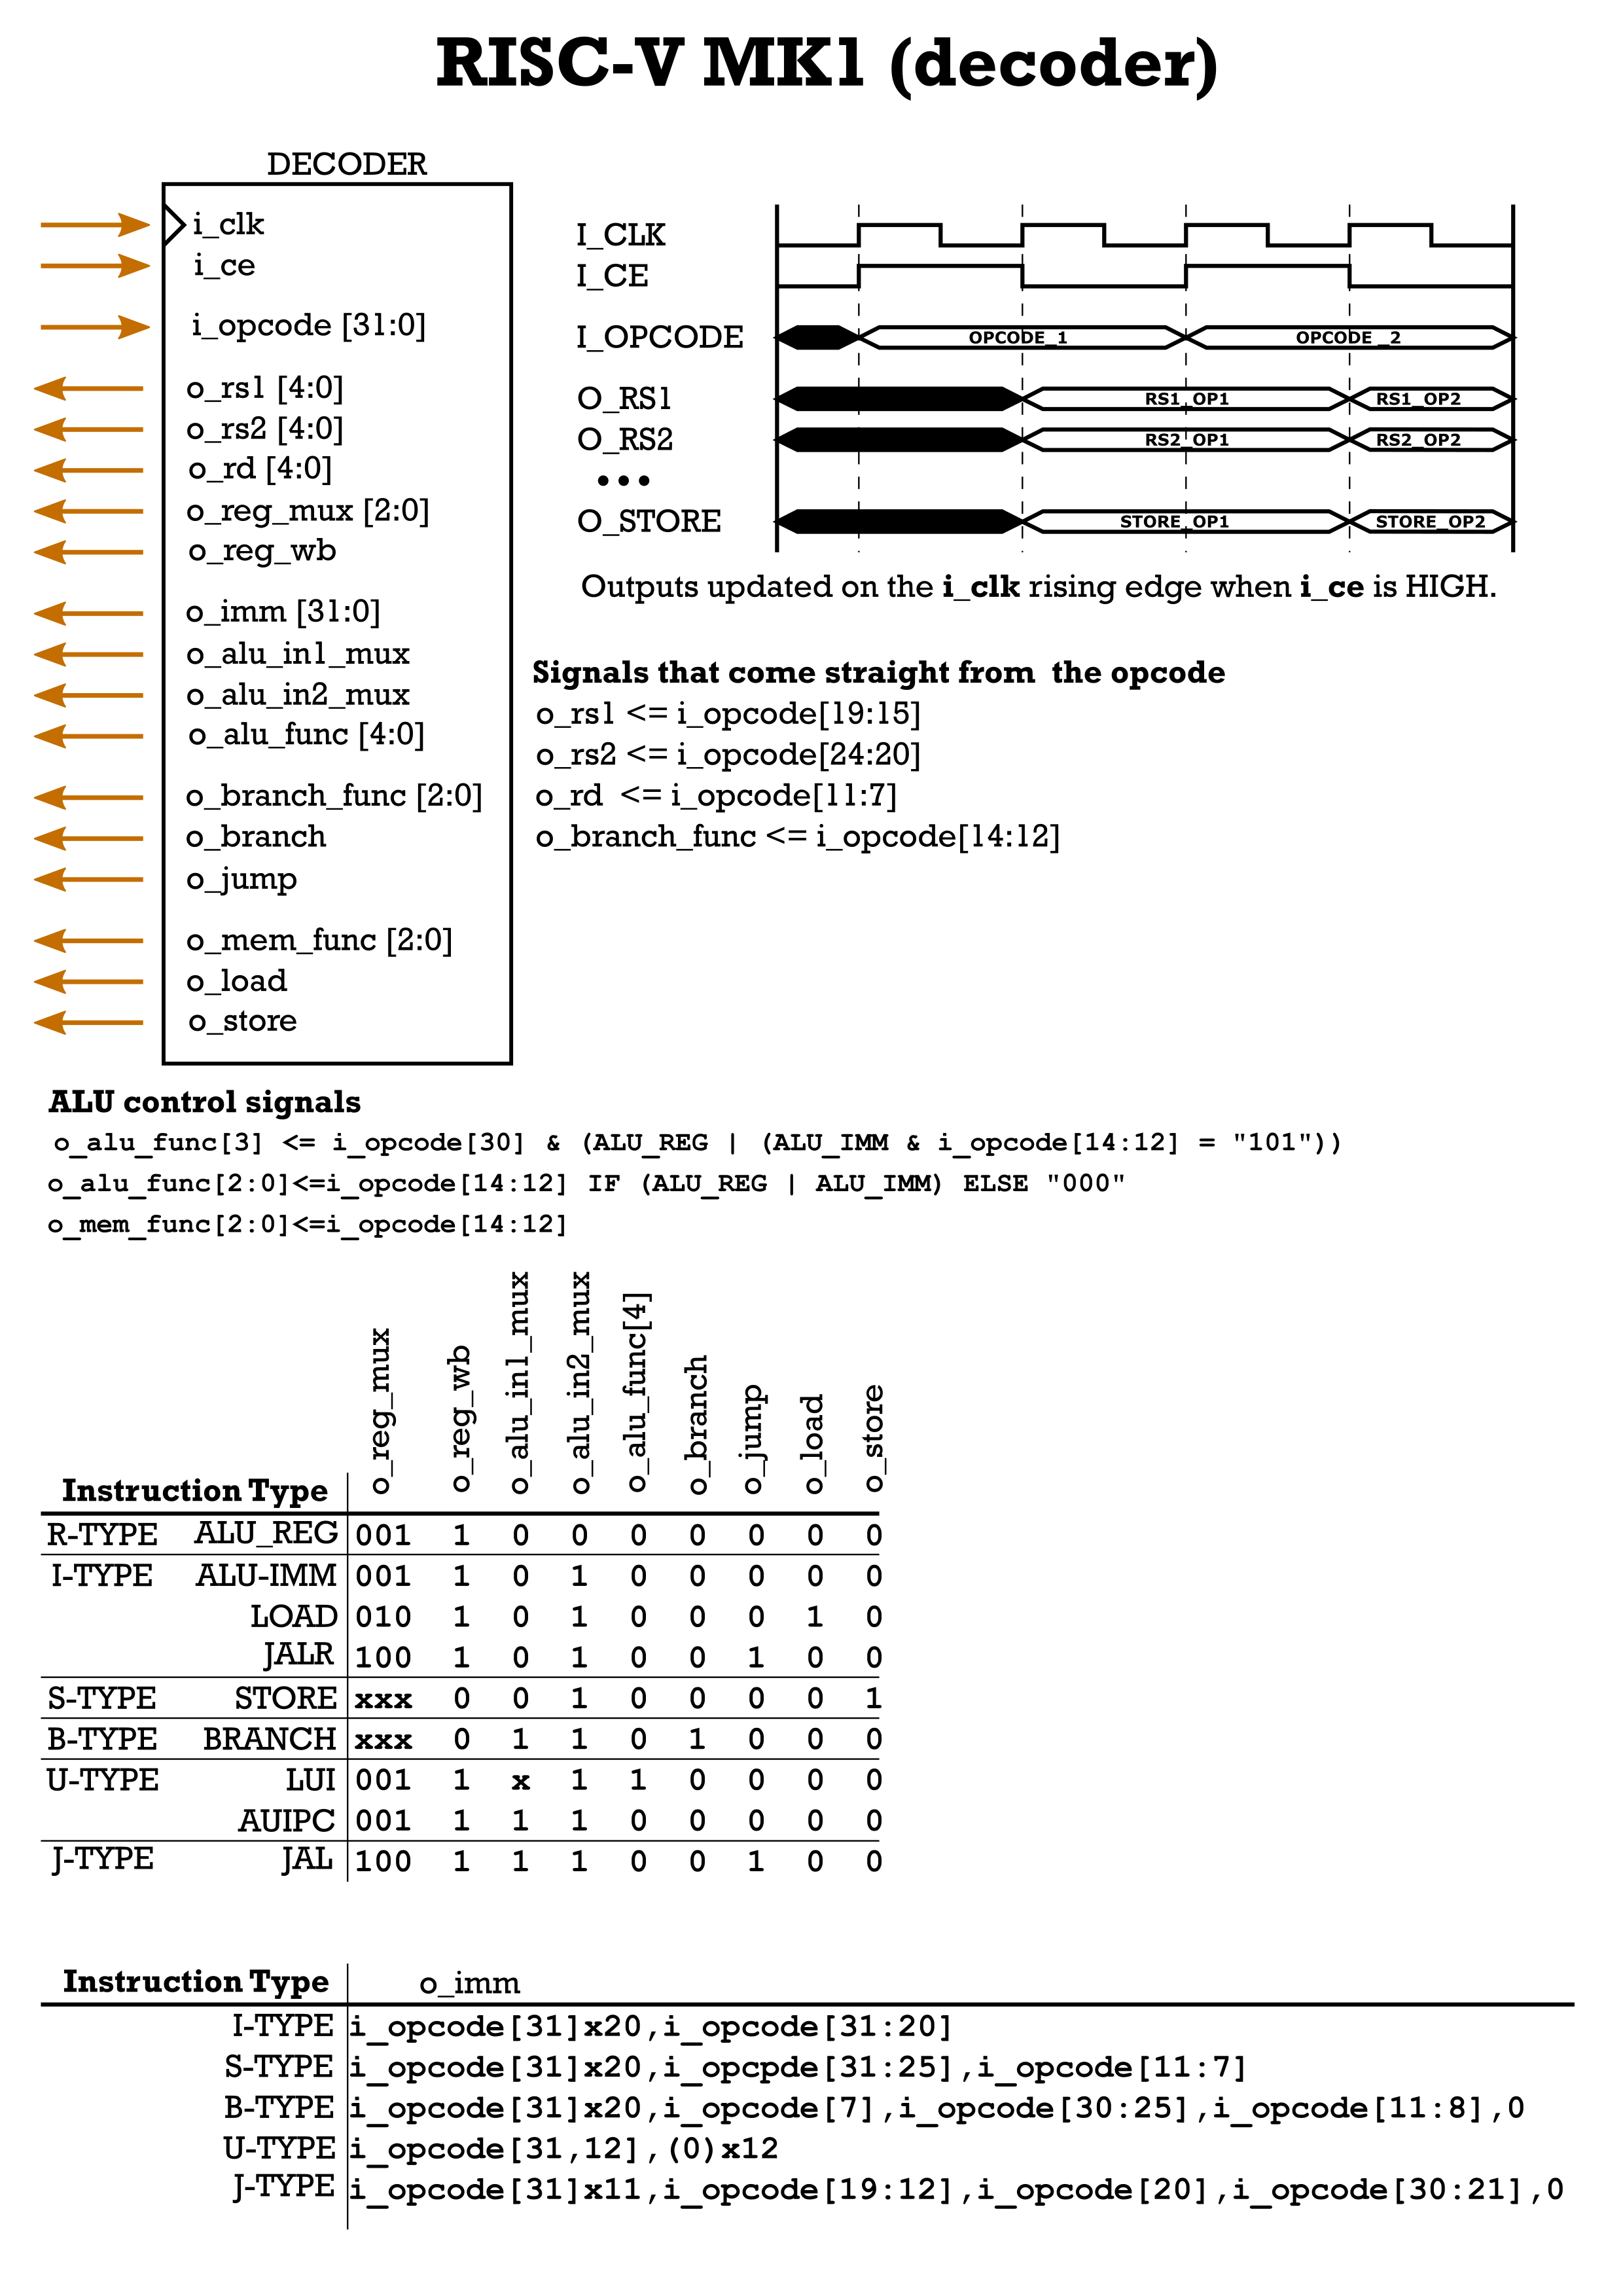 RISC-V MK1 (decoder)
DECODER
i_clk
i_ce
i_opcode [31:0]
o_rs1 [4:0]
o_rs2 [4:0]
o_rd [4:0]
o_reg_mux [2:0]
o_reg_wb
o_imm [31:0]
o_alu_in1_mux
o_alu_in2_mux
o_alu_func [4:0]
o_branch_func [2:0]
o_branch
o_jump
o_mem_func [2:0]
o_load
o_store
I_CLK
I_CE
I_OPCODE OPCODE_1 OPCODE _2
O_RS1 RS1_OP1 RS1_OP2
O_RS2 RS2_OP1 RS2_OP2
...
O_STORE STORE_OP1 STORE_OP2
Outputs updated on the i_clk rising edge when i_ce is HIGH.
Signals that come straight from the opcode
o_rs1 <= i_opcode[19:15]
o_rs2 <= i_opcode[24:20]
o_rd <= i_opcode[11:7]
o_branch_func <= i_opcode[14:12]
ALU control signals
o_alu_func[3] <= i_opcode[30] & (ALU_REG | (ALU_IMM & i_opcode[14:12] = "101"))
o_alu_func[2:0]<=i_opcode[14:12] IF (ALU_REG | ALU_IMM) ELSE "000"
o_mem_func[2:0]<=i_opcode[14:12]
Instruction Type o_reg_mux o_reg_wb o_alu_in1_mux o_alu_in2_mux o_alu_func[4] o_branch o_jump o_load o_store
R-TYPE ALU_REG 001 1 0 0 0 0 0 0 0
I-TYPE ALU-IMM 001 1 0 1 0 0 0 0 0
LOAD 010 1 0 1 0 0 0 1 0
JALR 100 1 0 1 0 0 1 0 0
S-TYPE STORE xxx 0 0 1 0 0 0 0 1
B-TYPE BRANCH xxx 0 1 1 0 1 0 0 0
U-TYPE LUI 001 1 x 1 1 0 0 0 0
AUIPC 001 1 1 1 0 0 0 0 0
J-TYPE JAL 100 1 1 1 0 0 1 0 0
Instruction Type o_imm
I-TYPE i_opcode[31]x20,i_opcode[31:20]
S-TYPE i_opcode[31]x20,i_opcpde[31:25],i_opcode[11:7]
B-TYPE i_opcode[31]x20,i_opcode[7],i_opcode[30:25],i_opcode[11:8],0
U-TYPE i_opcode[31,12],(0)x12
J-TYPE i_opcode[31]x11,i_opcode[19:12],i_opcode[20],i_opcode[30:21],0